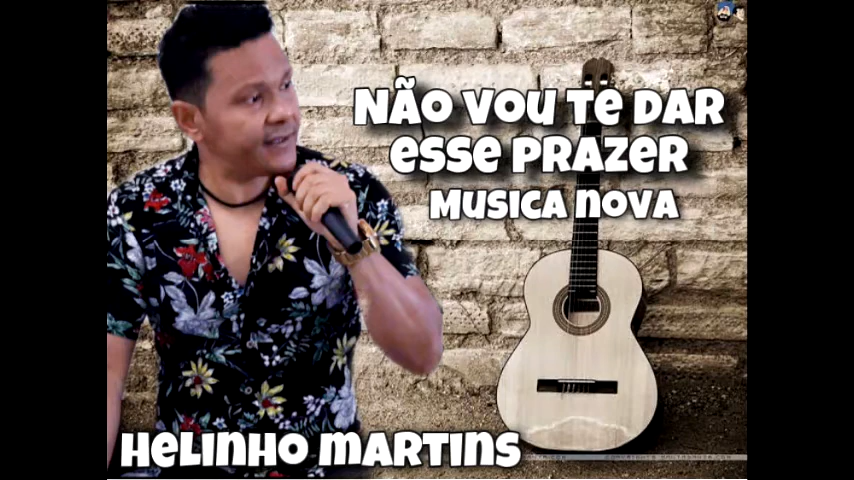 NÃO VOU TE DAR
ESSE PRAZER
MUSICA NOVA
HELINHO MARTINS